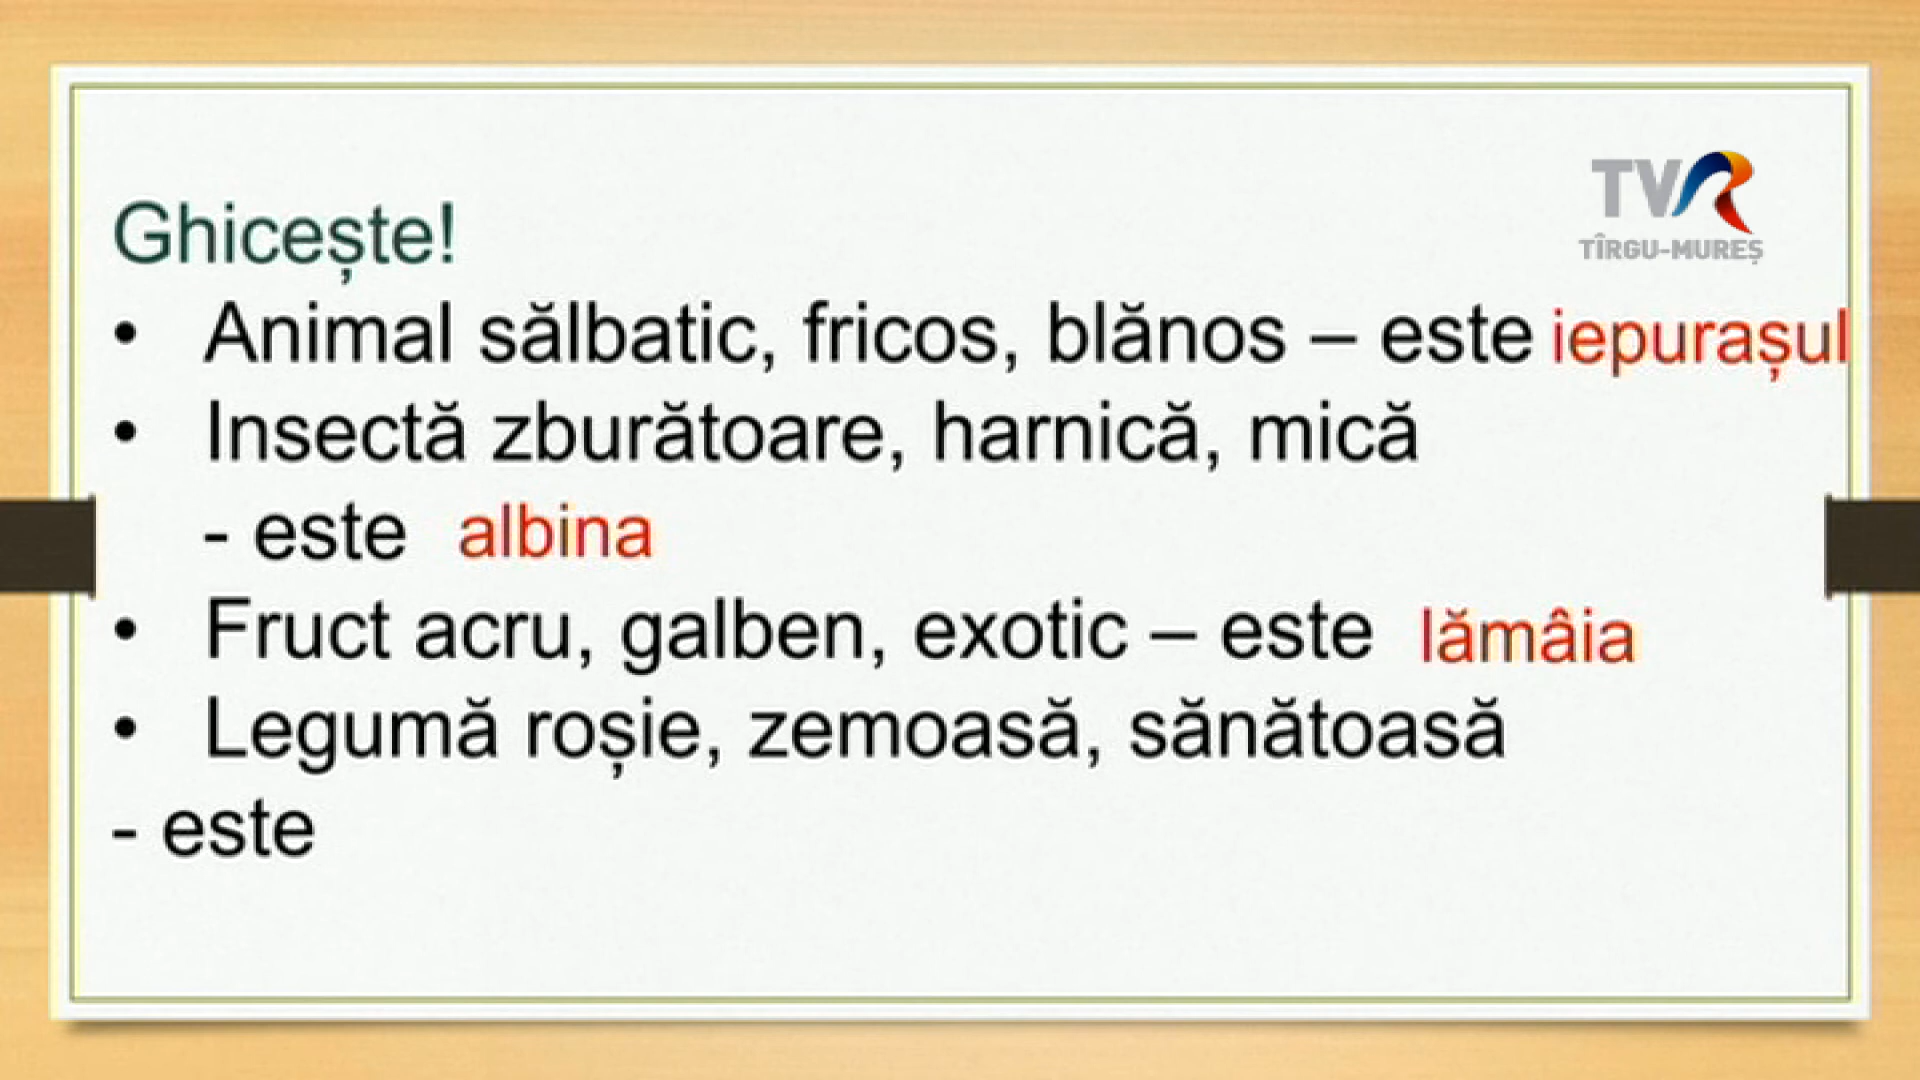 TVR
TÎRGU-MUREȘ
Ghicește!
• Animal sălbatic, fricos, blănos – este iepurașul
• Insectă zburătoare, harnică, mică
- este albina
• Fruct acru, galben, exotic – este lămâia
• Legumă roșie, zemoasă, sănătoasă
- este